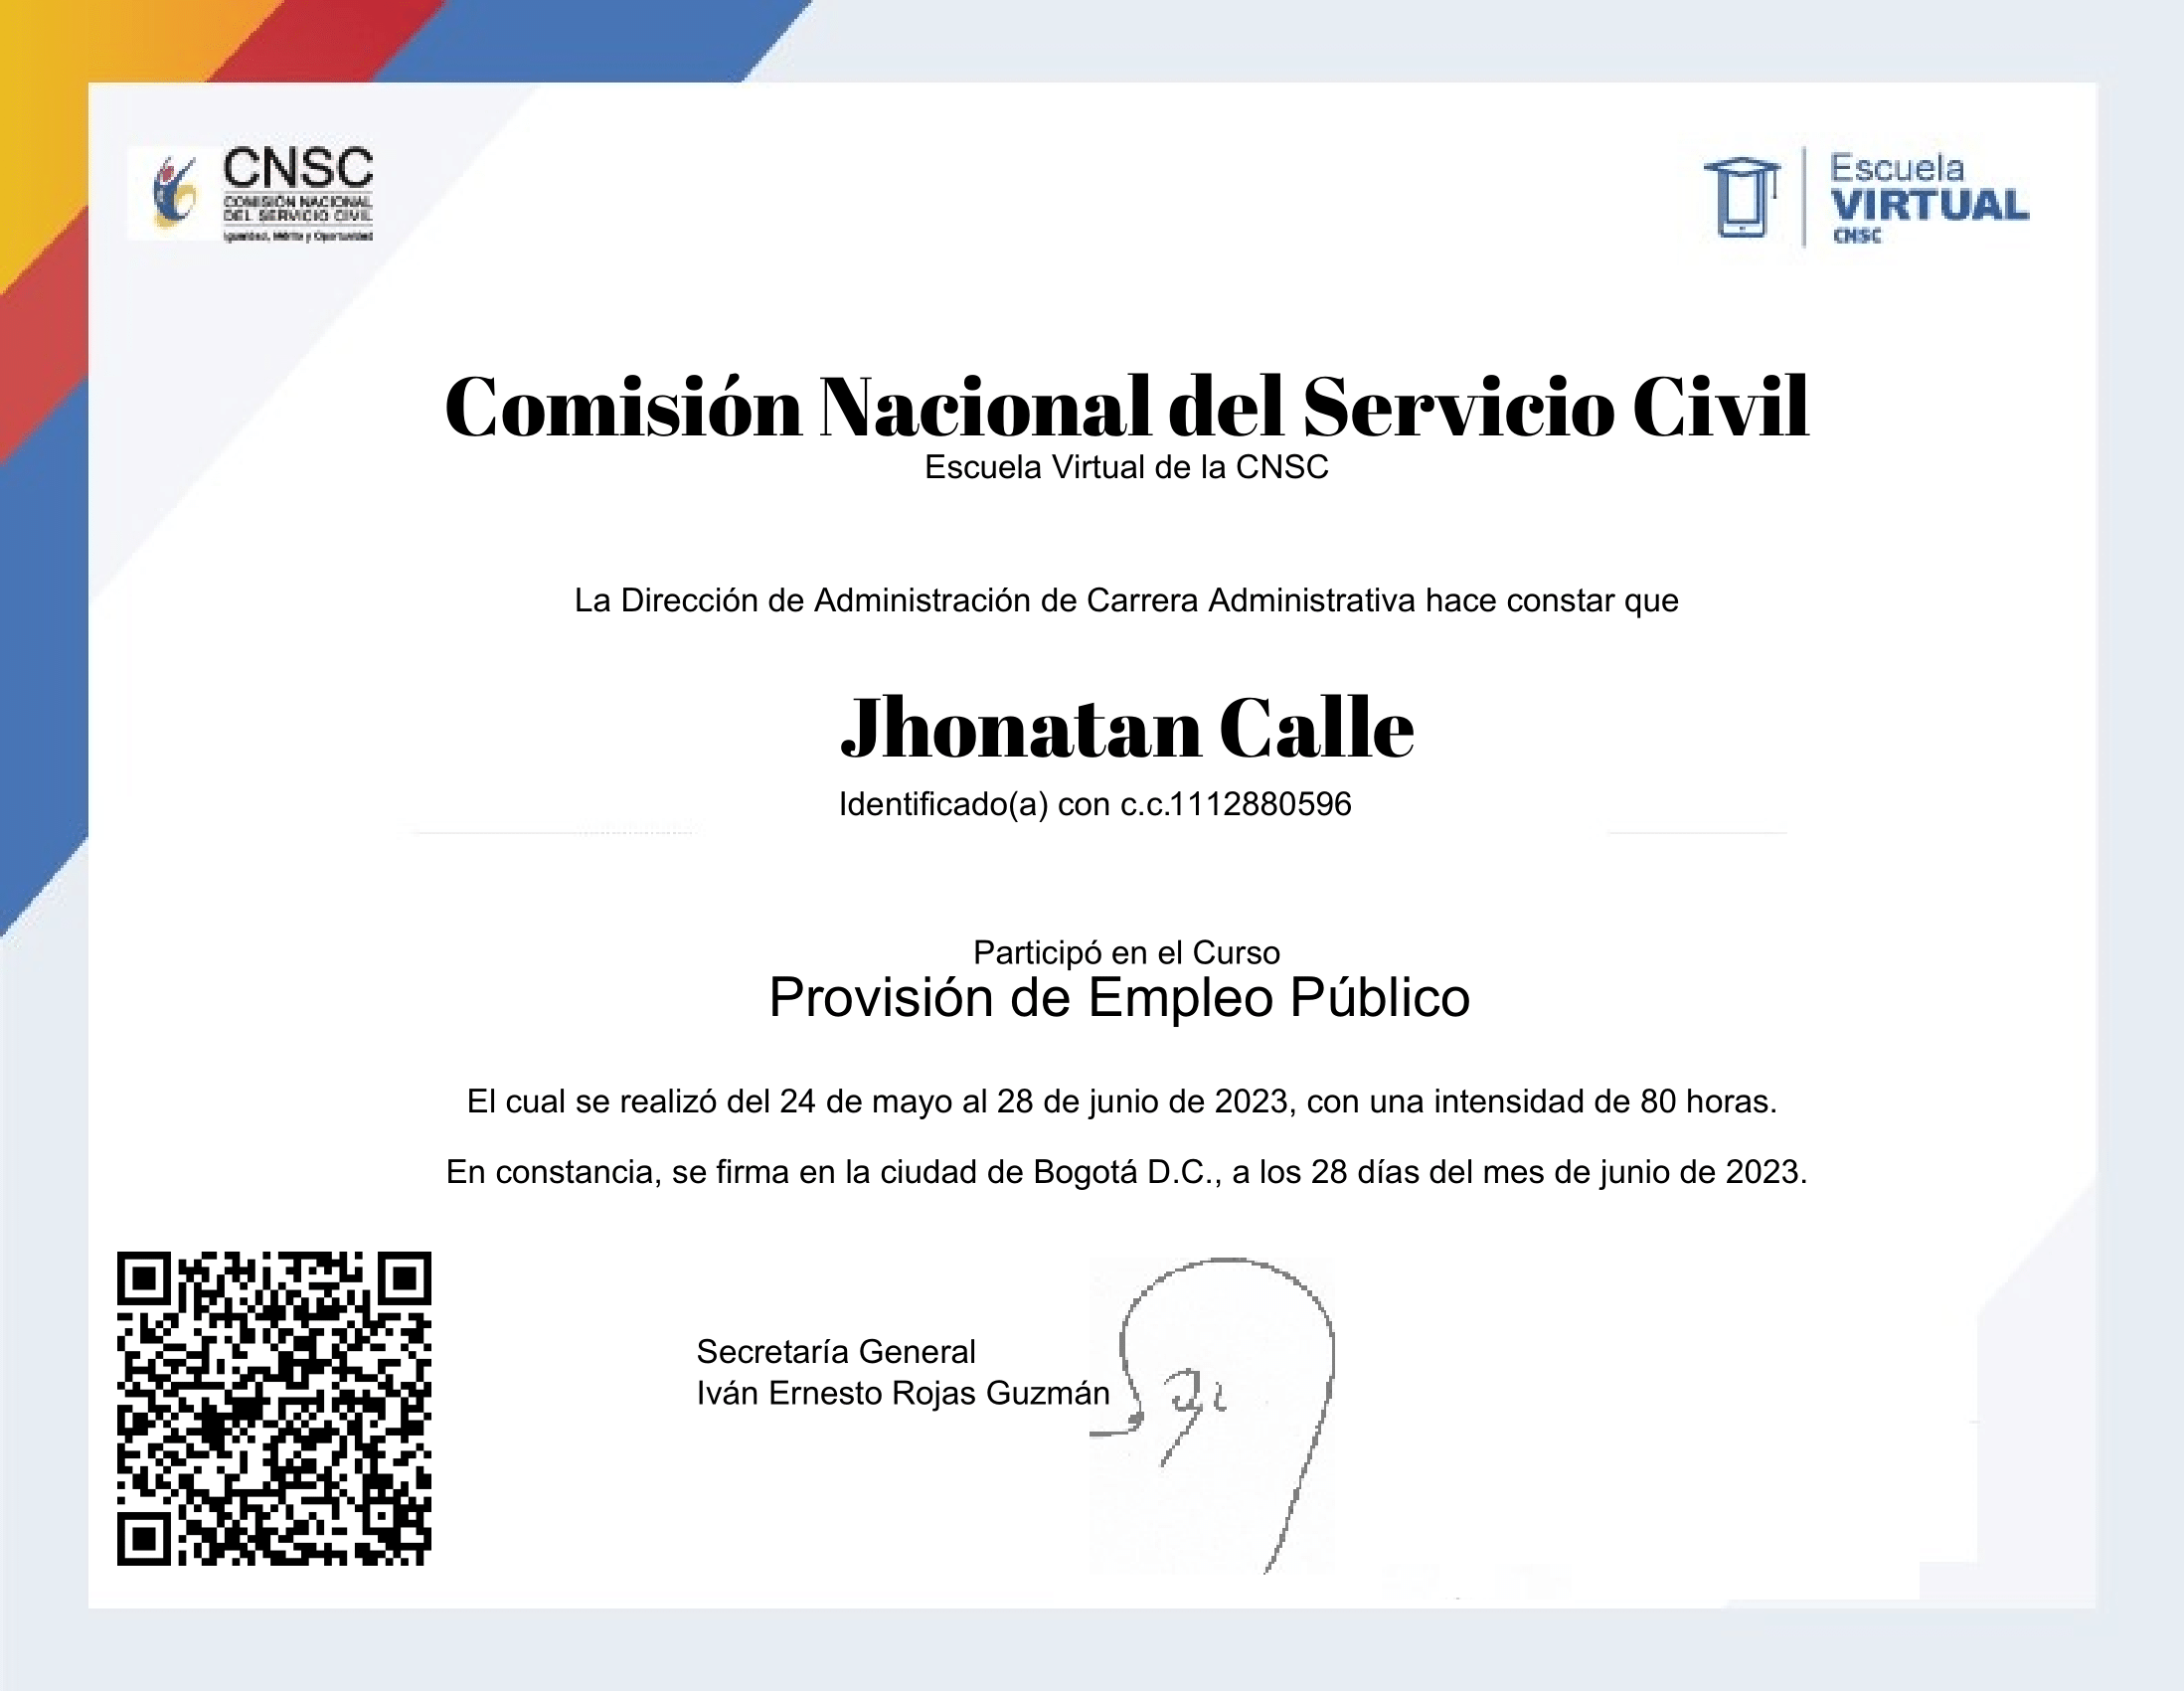 CNSC
COMISIÓN NACIONAL
DEL SERVICIO CIVIL
Igualdad, Mérito y Oportunidad
Escuela
VIRTUAL
CNSC
Comisión Nacional del Servicio Civil
Escuela Virtual de la CNSC
La Dirección de Administración de Carrera Administrativa hace constar que
Jhonatan Calle
Identificado(a) con c.c.1112880596
Participó en el Curso
Provisión de Empleo Público
El cual se realizó del 24 de mayo al 28 de junio de 2023, con una intensidad de 80 horas.
En constancia, se firma en la ciudad de Bogotá D.C., a los 28 días del mes de junio de 2023.
Secretaría General
Iván Ernesto Rojas Guzmán